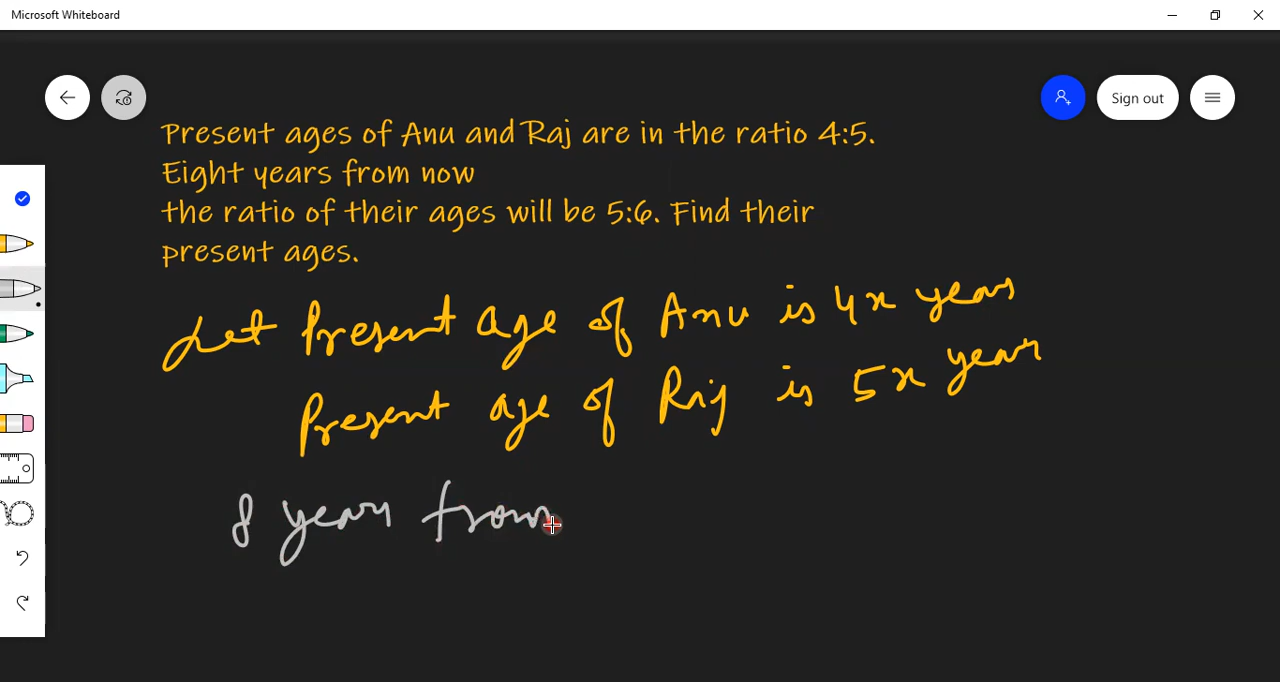 Microsoft Whiteboard
Sign out
Present ages of Anu and Raj are in the ratio 4:5.
Eight years from now
the ratio of their ages will be 5:6. Find their
present ages.
Let Present age of Anu is 4x years
Present age of Raj is 5x year
8 year from